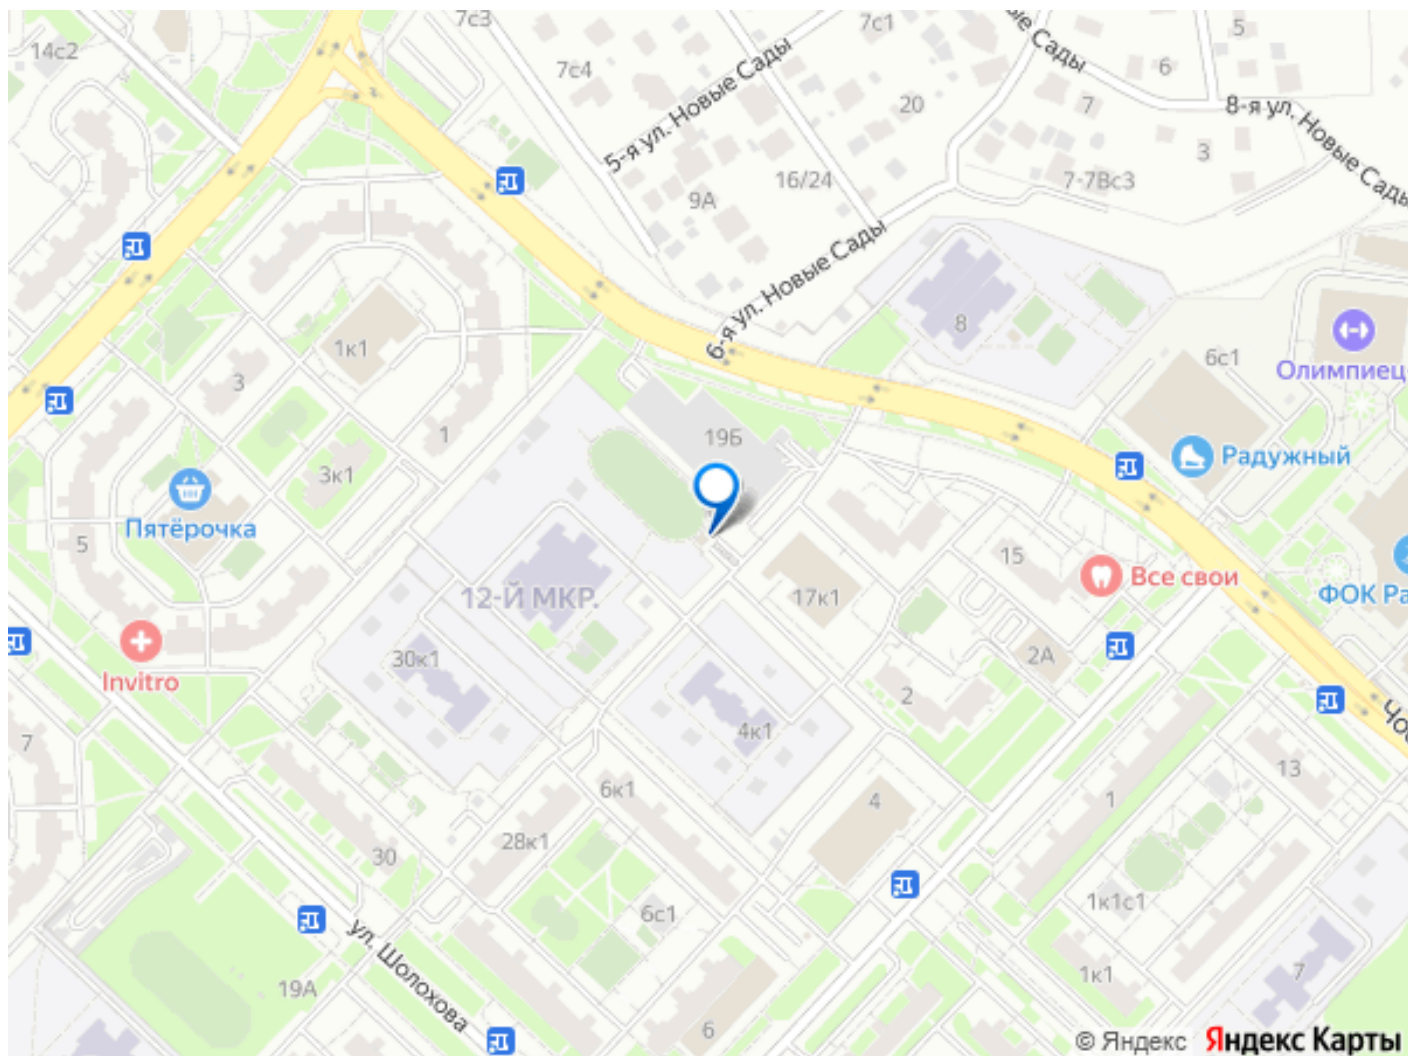 7с3
7с1
5
14с2
7с4
5-я ул. Новые Сады
ые Сады
6
20
7
8-я ул. Новые Сады
3
16/24
7-7Вс3
9А
6-я ул. Новые Сады
8
1к1
6с1
Олимпиец
3
1
19Б
Радужный
3к1
Пятёрочка
5
15
Все свои
12-Й МКР.
17к1
ФОК Ра
30к1
2А
Invitro
2
4к1
7
13
6к1
4
1
28к1
30
1к1с1
6с1
ул. Шолохова
19А
1к1
7
6
© Яндекс Яндекс Карты